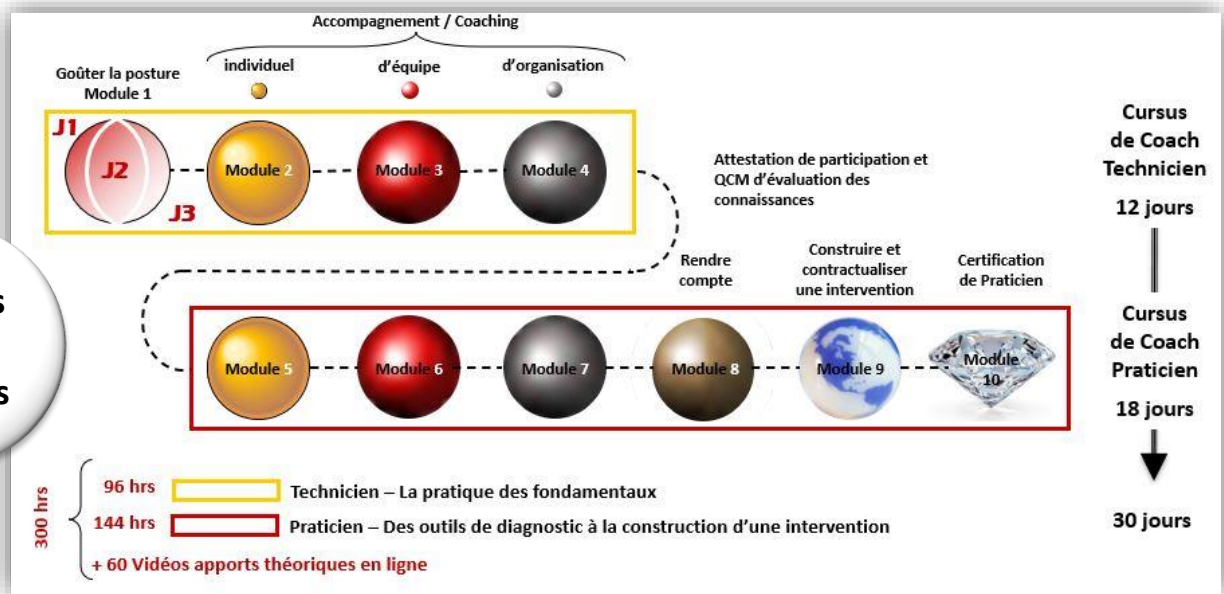 Accompagnement / Coaching
Goûter la posture
Module 1
individuel
d'équipe
d'organisation
J1
J2
J3
Module 2
Module 3
Module 4
Attestation de participation et
QCM d'évaluation des
connaissances
Cursus
de Coach
Technicien
12 jours
Rendre
compte
Construire et
contractualiser
une intervention
Certification
de Praticien
s
s
Module 5
Module 6
Module 7
Module 8
Module 9
Module
10
Cursus
de Coach
Praticien
18 jours
30 jours
300 hrs
96 hrs
Technicien – La pratique des fondamentaux
144 hrs
Praticien – Des outils de diagnostic à la construction d'une intervention
+ 60 Vidéos apports théoriques en ligne